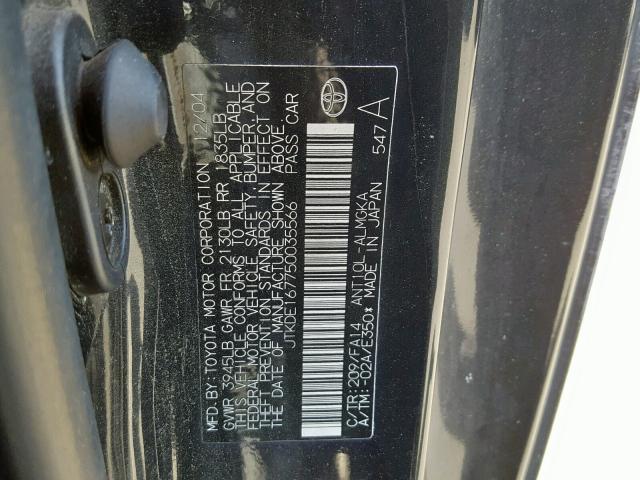 MFD.BY:TOYOTA MOTOR CORPORATION 12/04
GVWR 3945LB GAWR FR 2130LB RR 1835LB
THIS VEHICLE CONFORMS TO ALL APPLICABLE
FEDERAL MOTOR VEHICLE SAFETY, BUMPER, AND
THEFT PREVENTION STANDARDS IN EFFECT ON
THE DATE OF MANUFACTURE SHOWN ABOVE.
JTKDE167750035566 PASS.CAR
C/TR:209/FA14 ANT10L-ALMGKA
A/TM:-02A/E350* MADE IN JAPAN
547 A